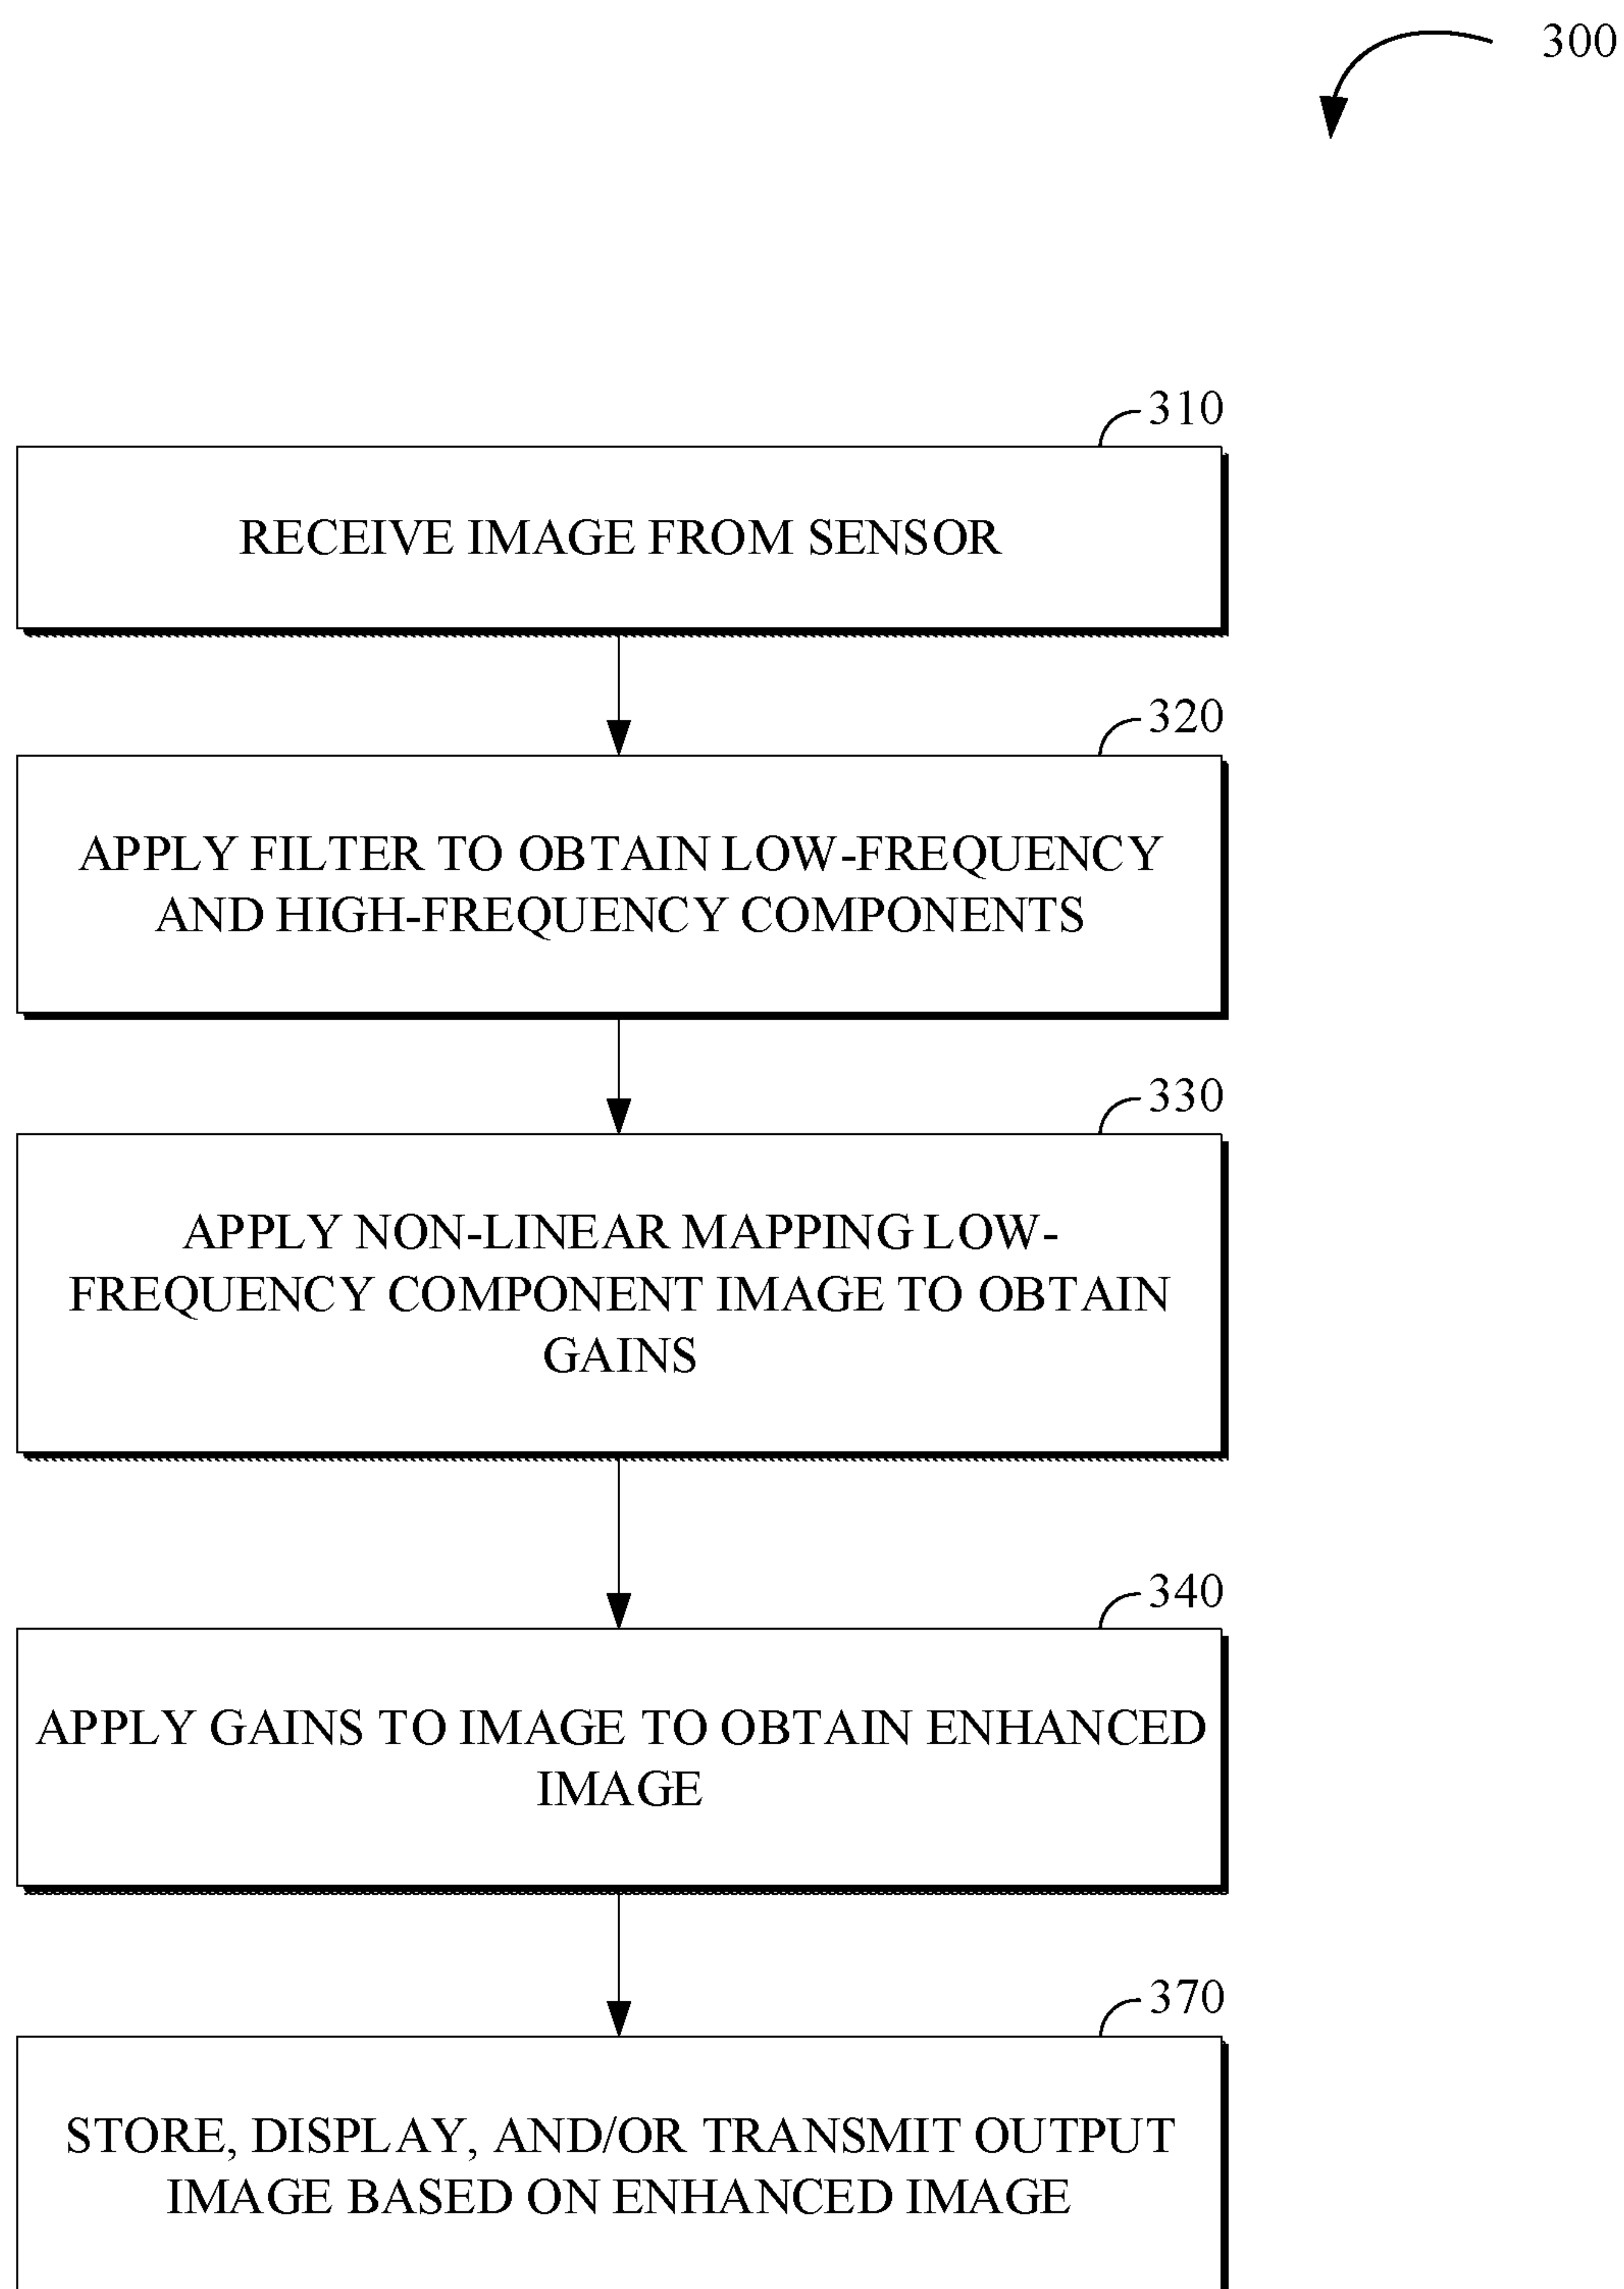 300
310
RECEIVE IMAGE FROM SENSOR
320
APPLY FILTER TO OBTAIN LOW-FREQUENCY
AND HIGH-FREQUENCY COMPONENTS
330
APPLY NON-LINEAR MAPPING LOW-
FREQUENCY COMPONENT IMAGE TO OBTAIN
GAINS
340
APPLY GAINS TO IMAGE TO OBTAIN ENHANCED
IMAGE
370
STORE, DISPLAY, AND/OR TRANSMIT OUTPUT
IMAGE BASED ON ENHANCED IMAGE